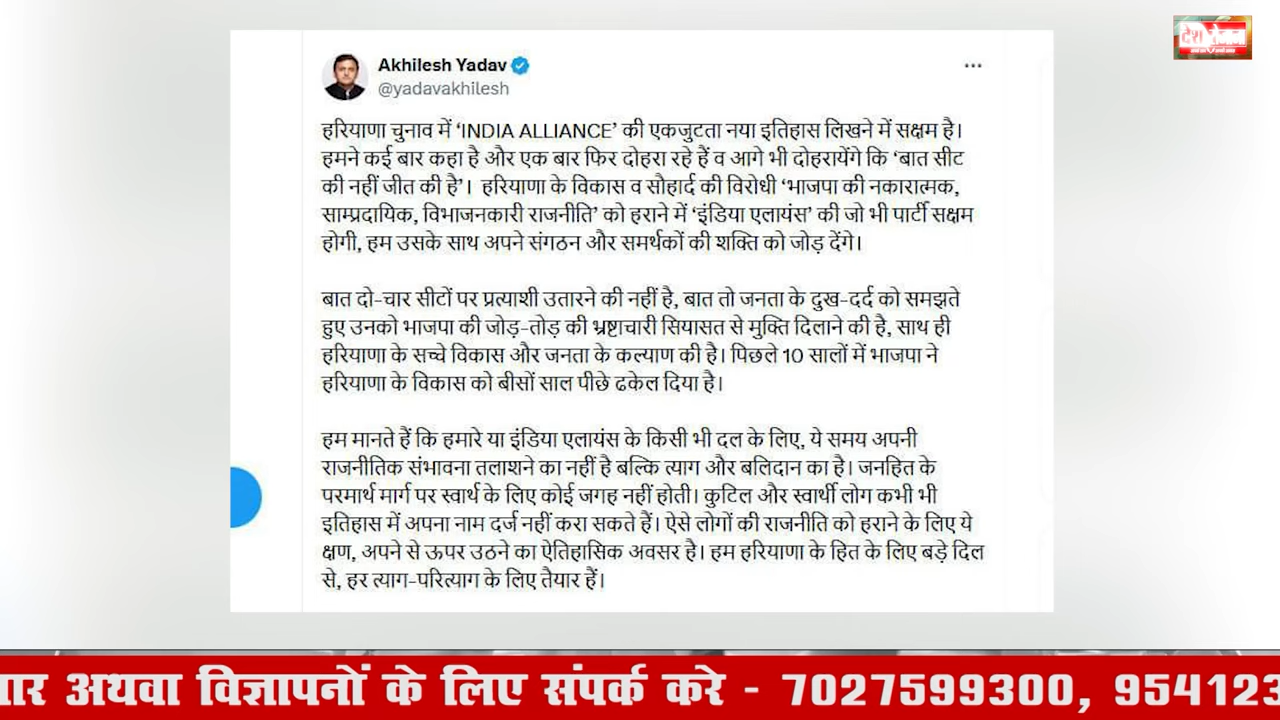 देश रोजाना
Akhilesh Yadav
@yadavakhilesh
हरियाणा चुनाव में ‘INDIA ALLIANCE’ की एकजुटता नया इतिहास लिखने में सक्षम है।
हमने कई बार कहा है और एक बार फिर दोहरा रहे हैं व आगे भी दोहरायेंगे कि ‘बात सीट
की नहीं जीत की है’। हरियाणा के विकास व सौहार्द की विरोधी ‘भाजपा की नकारात्मक,
साम्प्रदायिक, विभाजनकारी राजनीति’ को हराने में ‘इंडिया एलायंस’ की जो भी पार्टी सक्षम
होगी, हम उसके साथ अपने संगठन और समर्थकों की शक्ति को जोड़ देंगे।
बात दो-चार सीटों पर प्रत्याशी उतारने की नहीं है, बात तो जनता के दुख-दर्द को समझते
हुए उनको भाजपा की जोड़-तोड़ की भ्रष्टाचारी सियासत से मुक्ति दिलाने की है, साथ ही
हरियाणा के सच्चे विकास और जनता के कल्याण की है। पिछले 10 सालों में भाजपा ने
हरियाणा के विकास को बीसों साल पीछे ढकेल दिया है।
हम मानते हैं कि हमारे या इंडिया एलायंस के किसी भी दल के लिए, ये समय अपनी
राजनीतिक संभावना तलाशने का नहीं है बल्कि त्याग और बलिदान का है। जनहित के
परमार्थ मार्ग पर स्वार्थ के लिए कोई जगह नहीं होती। कुटिल और स्वार्थी लोग कभी भी
इतिहास में अपना नाम दर्ज नहीं करा सकते हैं। ऐसे लोगों की राजनीति को हराने के लिए ये
क्षण, अपने से ऊपर उठने का ऐतिहासिक अवसर है। हम हरियाणा के हित के लिए बड़े दिल
से, हर त्याग-परित्याग के लिए तैयार हैं।
अथवा विज्ञापनों के लिए संपर्क करे - 7027599300, 954123